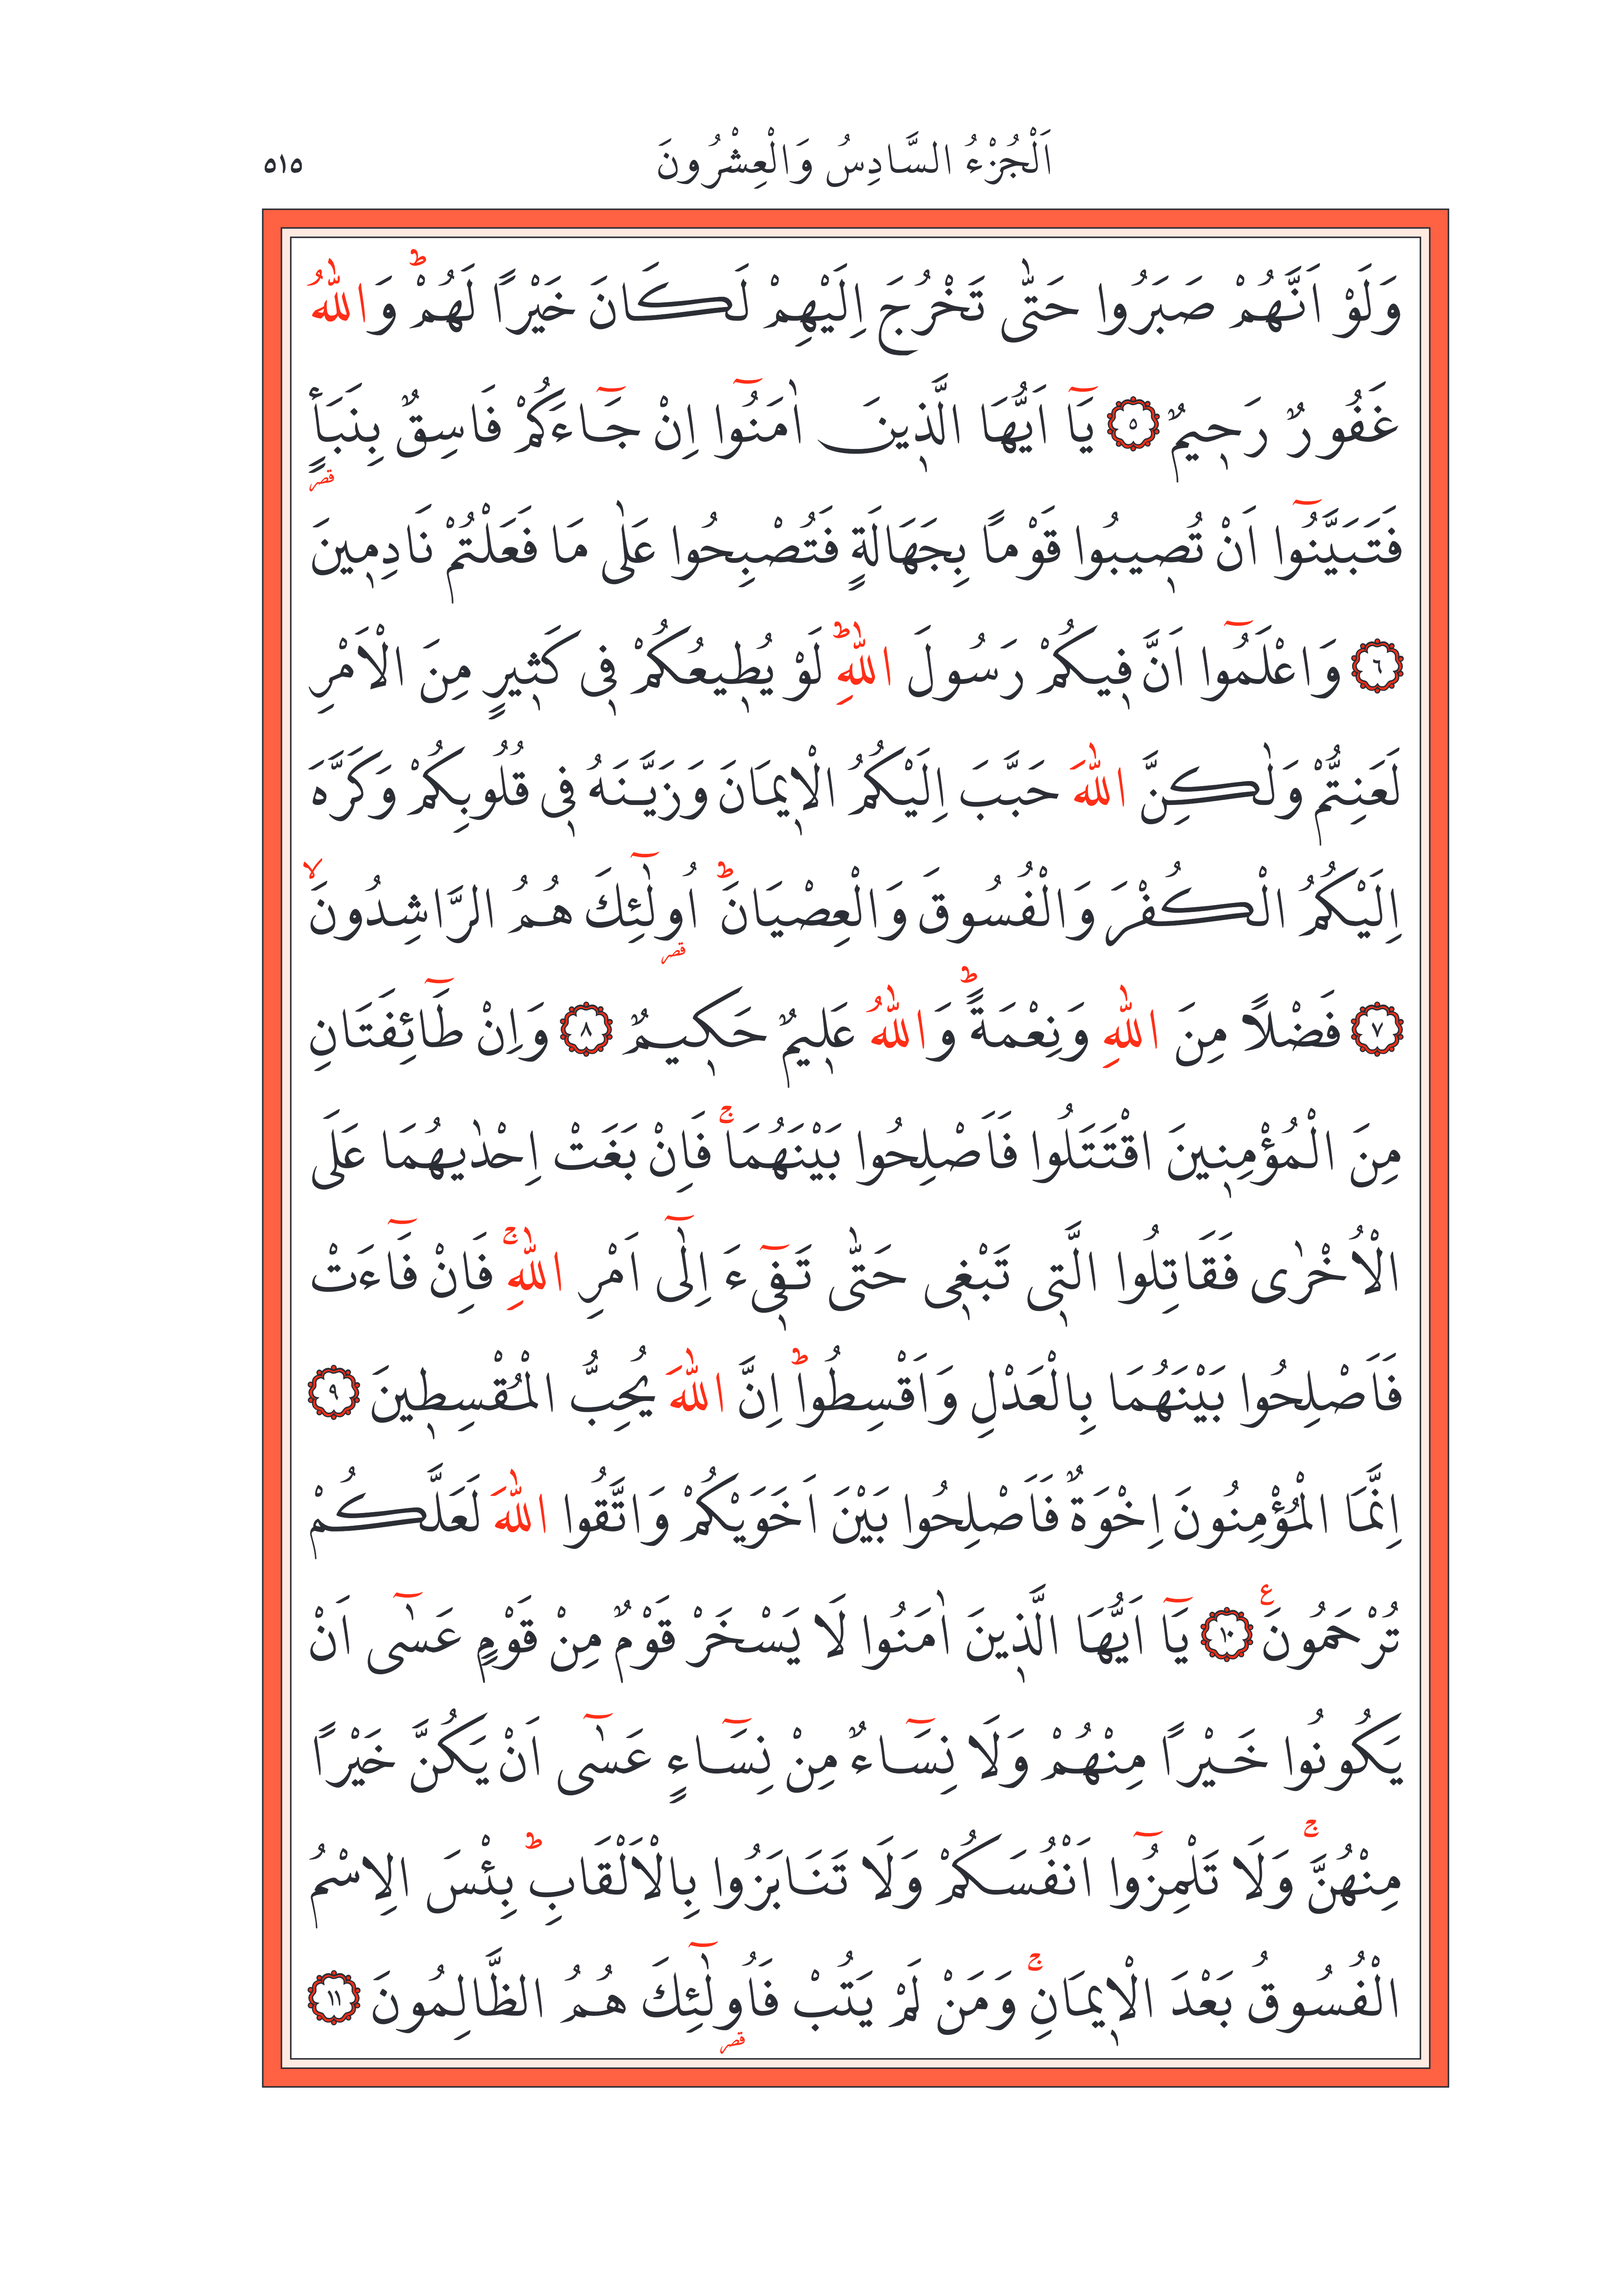 اَلْجُزْءُ السَّادِسُ وَالْعِشْرُونَ ٥١٥
وَلَوْ اَنَّهُمْ صَبَرُوا حَتّٰى تَخْرُجَ اِلَيْهِمْ لَكَانَ خَيْرًا لَهُمْۜ وَاللّٰهُ
غَفُورٌ رَح۪يمٌ ٥ يَٓا اَيُّهَا الَّذ۪ينَ اٰمَنُٓوا اِنْ جَٓاءَكُمْ فَاسِقٌ بِنَبَأٍ قصر
فَتَبَيَّنُٓوا اَنْ تُص۪يبُوا قَوْمًا بِجَهَالَةٍ فَتُصْبِحُوا عَلٰى مَا فَعَلْتُمْ نَادِم۪ينَ
٦ وَاعْلَمُٓوا اَنَّ ف۪يكُمْ رَسُولَ اللّٰهِؕ لَوْ يُط۪يعُكُمْ ف۪ي كَث۪يرٍ مِنَ الْاَمْرِ
لَعَنِتُّمْ وَلٰكِنَّ اللّٰهَ حَبَّبَ اِلَيْكُمُ الْا۪يمَانَ وَزَيَّنَهُ ف۪ي قُلُوبِكُمْ وَكَرَّهَ
اِلَيْكُمُ الْكُفْرَ وَالْفُسُوقَ وَالْعِصْيَانَؕ اُو۬لٰٓئِكَ قصر هُمُ الرَّاشِدُونَۙ
٧ فَضْلًا مِنَ اللّٰهِ وَنِعْمَةًؕ وَاللّٰهُ عَل۪يمٌ حَك۪يمٌ ٨ وَاِنْ طَٓائِفَتَانِ
مِنَ الْمُؤْمِن۪ينَ اقْتَتَلُوا فَاَصْلِحُوا بَيْنَهُمَاۚ فَاِنْ بَغَتْ اِحْدٰيهُمَا عَلَى
الْاُخْرٰى فَقَاتِلُوا الَّت۪ي تَبْغ۪ي حَتّٰى تَف۪ٓيءَ اِلٰٓى اَمْرِ اللّٰهِۚ فَاِنْ فَٓاءَتْ
فَاَصْلِحُوا بَيْنَهُمَا بِالْعَدْلِ وَاَقْسِطُواؕ اِنَّ اللّٰهَ يُحِبُّ الْمُقْسِط۪ينَ ٩
اِنَّمَا الْمُؤْمِنُونَ اِخْوَةٌ فَاَصْلِحُوا بَيْنَ اَخَوَيْكُمْ وَاتَّقُوا اللّٰهَ لَعَلَّكُمْ
تُرْحَمُونَ ع ١٠ يَٓا اَيُّهَا الَّذ۪ينَ اٰمَنُوا لَا يَسْخَرْ قَوْمٌ مِنْ قَوْمٍ عَسٰٓى اَنْ
يَكُونُوا خَيْرًا مِنْهُمْ وَلَا نِسَٓاءٌ مِنْ نِسَٓاءٍ عَسٰٓى اَنْ يَكُنَّ خَيْرًا
مِنْهُنَّۚ وَلَا تَلْمِزُٓوا اَنْفُسَكُمْ وَلَا تَنَابَزُوا بِالْاَلْقَابِؕ بِئْسَ الِاسْمُ
الْفُسُوقُ بَعْدَ الْا۪يمَانِۚ وَمَنْ لَمْ يَتُبْ فَاُو۬لٰٓئِكَ قصر هُمُ الظَّالِمُونَ ١١